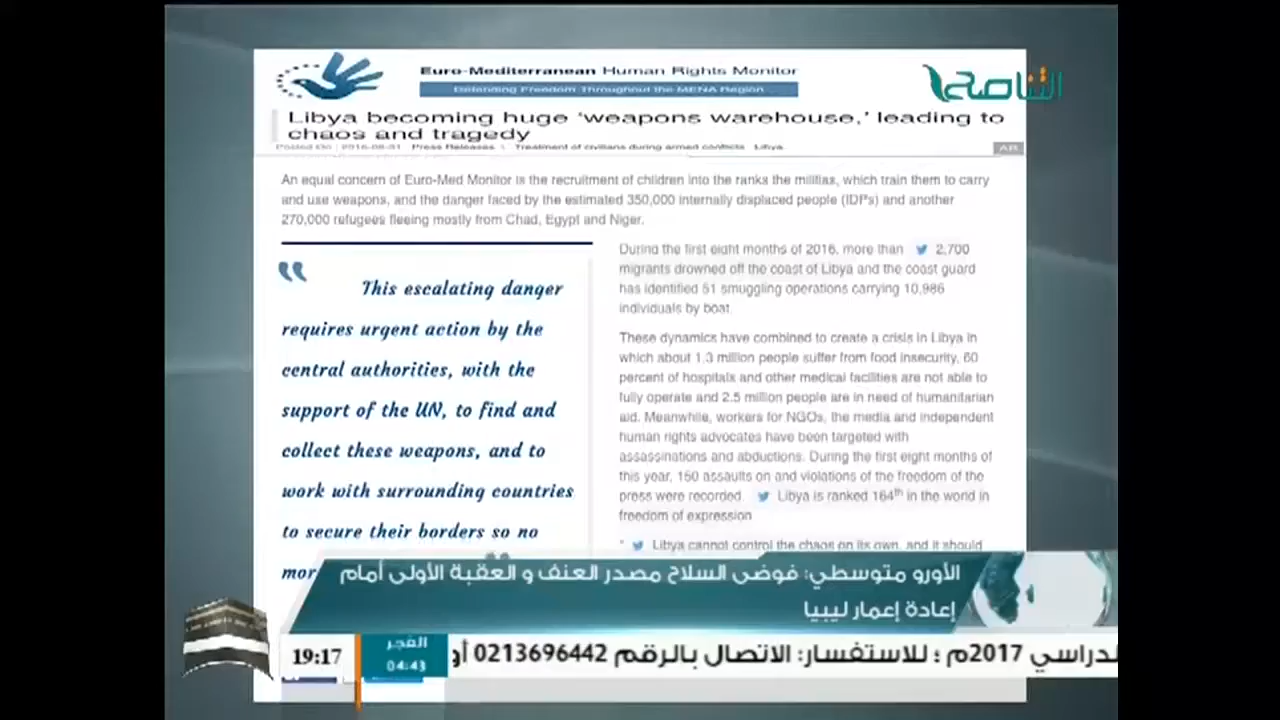 Euro-Mediterranean Human Rights Monitor
Defending Freedom Throughout the MENA Region
التناصح
Libya becoming huge ‘weapons warehouse,’ leading to
chaos and tragedy
Posted On : 2016-08-31 Press Releases \ Treatment of civilians during armed conflicts Libya
AR
An equal concern of Euro-Med Monitor is the recruitment of children into the ranks the militias, which train them to carry
and use weapons, and the danger faced by the estimated 350,000 internally displaced people (IDPs) and another
270,000 refugees fleeing mostly from Chad, Egypt and Niger.
“
This escalating danger
requires urgent action by the
central authorities, with the
support of the UN, to find and
collect these weapons, and to
work with surrounding countries
to secure their borders so no
mor
During the first eight months of 2016, more than 2,700
migrants drowned off the coast of Libya and the coast guard
has identified 51 smuggling operations carrying 10,986
individuals by boat.
These dynamics have combined to create a crisis in Libya in
which about 1.3 million people suffer from food insecurity, 60
percent of hospitals and other medical facilities are not able to
fully operate and 2.5 million people are in need of humanitarian
aid. Meanwhile, workers for NGOs, the media and independent
human rights advocates have been targeted with
assassinations and abductions. During the first eight months of
this year, 150 assaults on and violations of the freedom of the
press were recorded. Libya is ranked 164th in the world in
freedom of expression
" Libya cannot control the chaos on its own, and it should
الأورو متوسطي: فوضى السلاح مصدر العنف و العقبة الأولى أمام
إعادة إعمار ليبيا
19:17
الفجر
04:43
لدراسي 2017م ؛ للاستفسار: الاتصال بالرقم 0213696442 أو